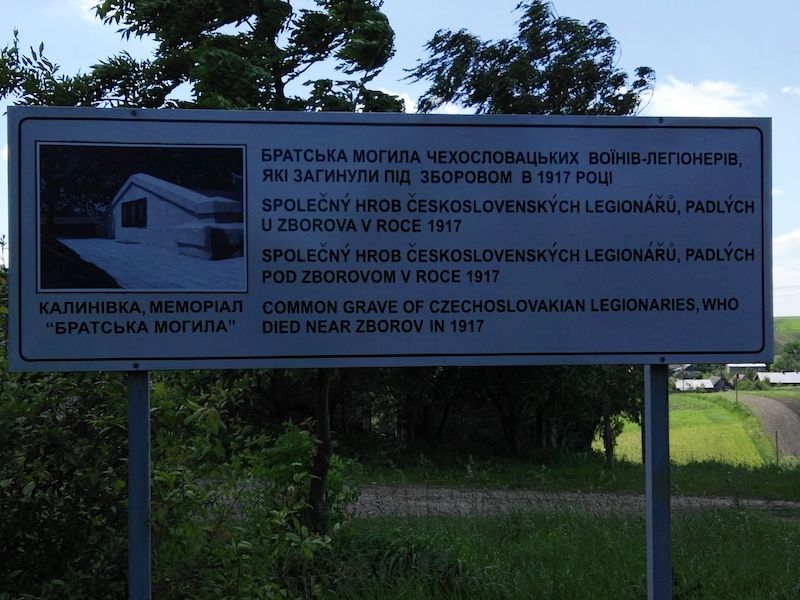 БРАТСЬКА МОГИЛА ЧЕХОСЛОВАЦЬКИХ ВОЇНІВ-ЛЕГІОНЕРІВ,
ЯКІ ЗАГИНУЛИ ПІД ЗБОРОВОМ В 1917 РОЦІ
SPOLEČNÝ HROB ČESKOSLOVENSKÝCH LEGIONÁŘŮ, PADLÝCH
U ZBOROVA V ROCE 1917
SPOLEČNÝ HROB ČESKOSLOVENSKÝCH LEGIONÁŘŮ, PADLÝCH
POD ZBOROVOM V ROCE 1917
COMMON GRAVE OF CZECHOSLOVAKIAN LEGIONARIES, WHO
DIED NEAR ZBOROV IN 1917
КАЛИНІВКА, МЕМОРІАЛ
“БРАТСЬКА МОГИЛА”